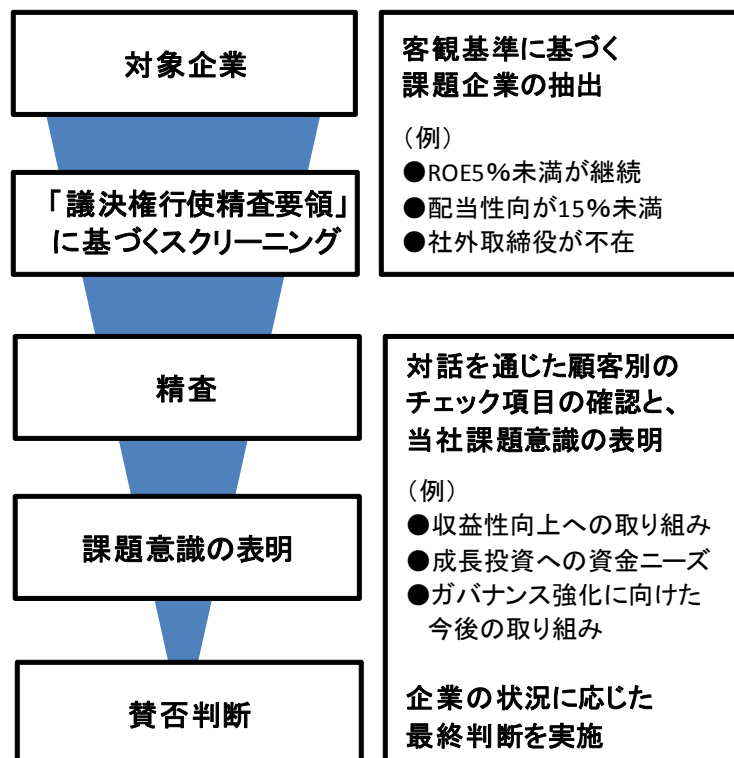 対象企業
「議決権行使精査要領」
に基づくスクリーニング
精査
課題意識の表明
賛否判断
客観基準に基づく
課題企業の抽出
（例）
●ROE5％未満が継続
●配当性向が15％未満
●社外取締役が不在
対話を通じた顧客別の
チェック項目の確認と、
当社課題意識の表明
（例）
●収益性向上への取り組み
●成長投資への資金ニーズ
●ガバナンス強化に向けた
今後の取り組み
企業の状況に応じた
最終判断を実施